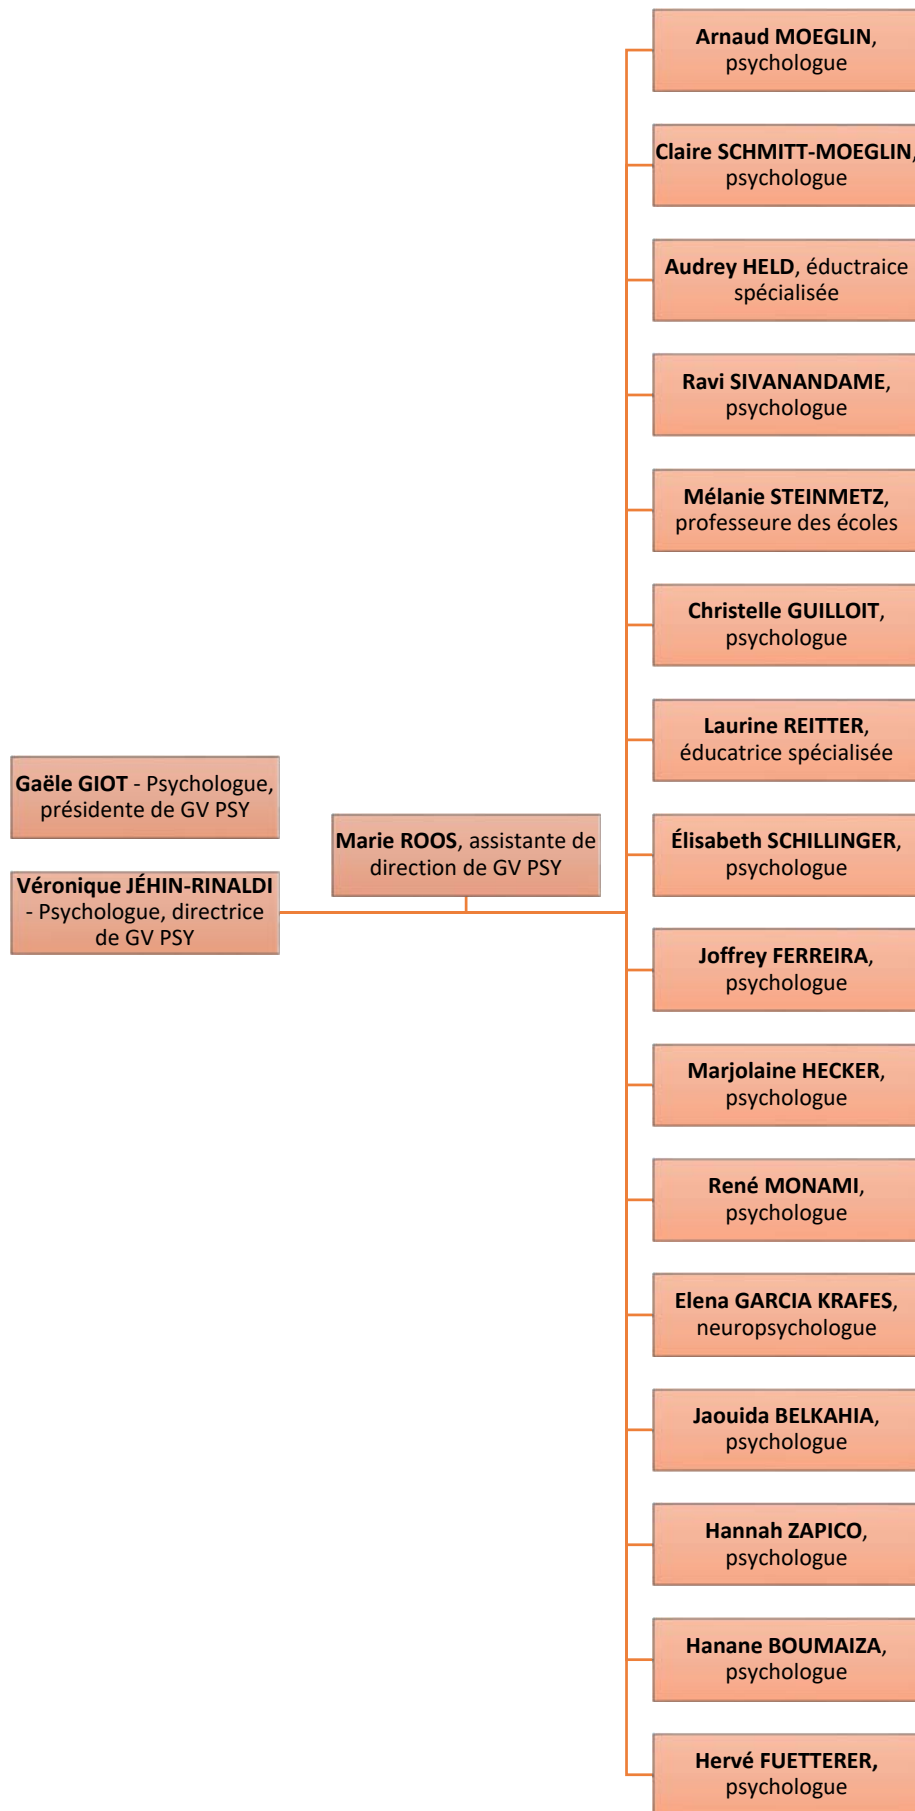 Arnaud MOEGLIN,
psychologue
Claire SCHMITT-MOEGLIN,
psychologue
Audrey HELD, éductraice
spécialisée
Ravi SIVANANDAME,
psychologue
Mélanie STEINMETZ,
professeure des écoles
Christelle GUILLOIT,
psychologue
Laurine REITTER,
éducatrice spécialisée
Gaële GIOT - Psychologue,
présidente de GV PSY
Marie ROOS, assistante de
direction de GV PSY
Véronique JÉHIN-RINALDI
- Psychologue, directrice
de GV PSY
Élisabeth SCHILLINGER,
psychologue
Joffrey FERREIRA,
psychologue
Marjolaine HECKER,
psychologue
René MONAMI,
psychologue
Elena GARCIA KRAFES,
neuropsychologue
Jaouida BELKAHIA,
psychologue
Hannah ZAPICO,
psychologue
Hanane BOUMAIZA,
psychologue
Hervé FUETTERER,
psychologue